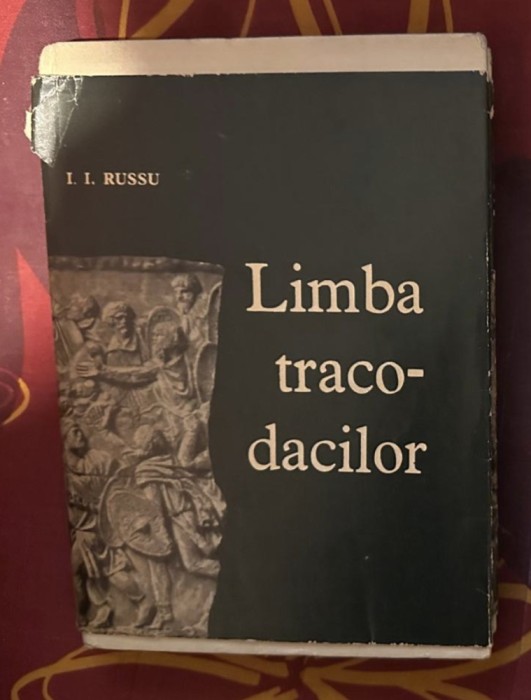 I. I. RUSSU
Limba
traco-
dacilor